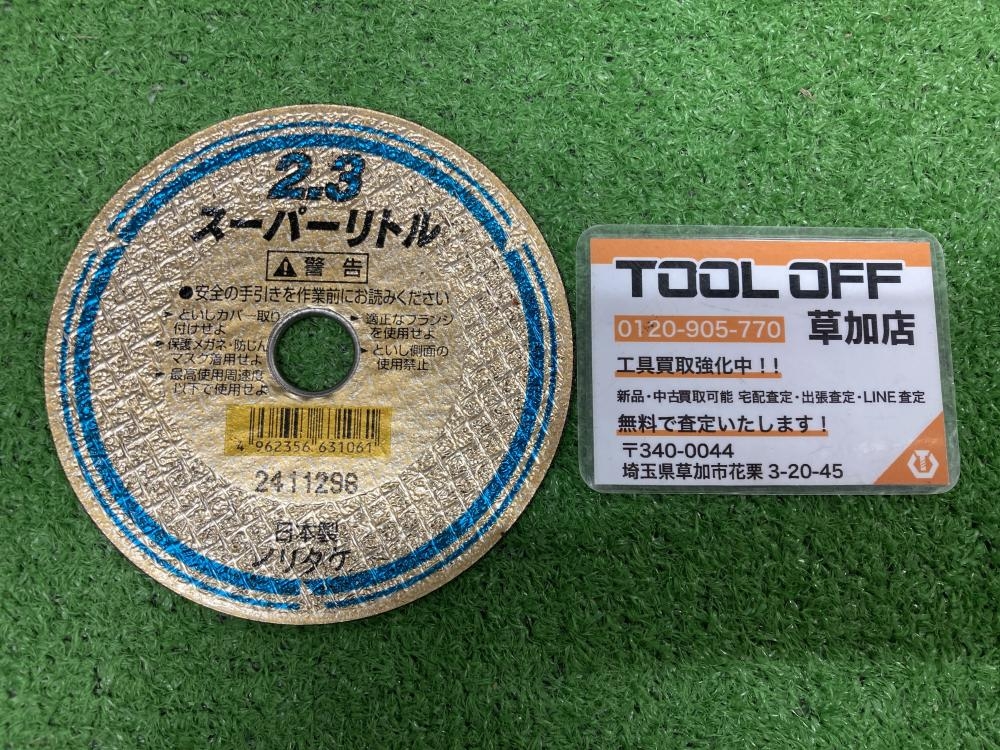 2.3
スーパーリトル
警告
●安全の手引きを作業前にお読みください
➤といしカバー取り
付けせよ
➤保護メガネ・防じん
マスク着用せよ
➤最高使用周速度
以下で使用せよ
➤適正なフランジ
を使用せよ
➤といし側面の
使用禁止
4 962356 631061
2411298
日本製
ノリタケ
TOOL OFF
0120-905-770
草加店
工具買取強化中!!
新品・中古買取可能 宅配査定・出張査定・LINE査定
無料で査定いたします!
〒340-0044
埼玉県草加市花栗 3-20-45